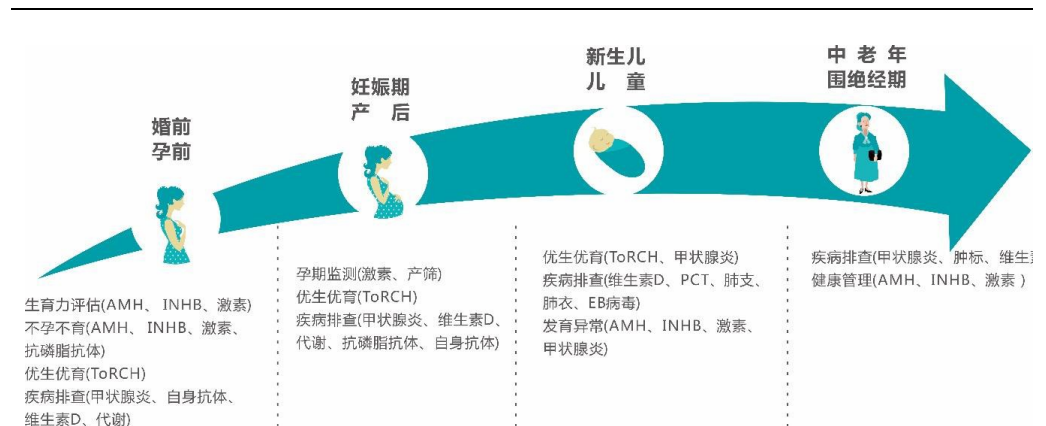 婚前
孕前
生育力评估(AMH、INHB、激素)
不孕不育(AMH、INHB、激素、
抗磷脂抗体)
优生优育(ToRCH)
疾病排查(甲状腺炎、自身抗体、
维生素D、代谢)
妊娠期
产 后
孕期监测(激素、产筛)
优生优育(ToRCH)
疾病排查(甲状腺炎、维生素D、
代谢、抗磷脂抗体、自身抗体)
新生儿
儿 童
优生优育(ToRCH、甲状腺炎)
疾病排查(维生素D、PCT、肺支、
肺衣、EB病毒)
发育异常(AMH、INHB、激素、
甲状腺炎)
中 老 年
围绝经期
疾病排查(甲状腺炎、肿标、维生
健康管理(AMH、INHB、激素 )